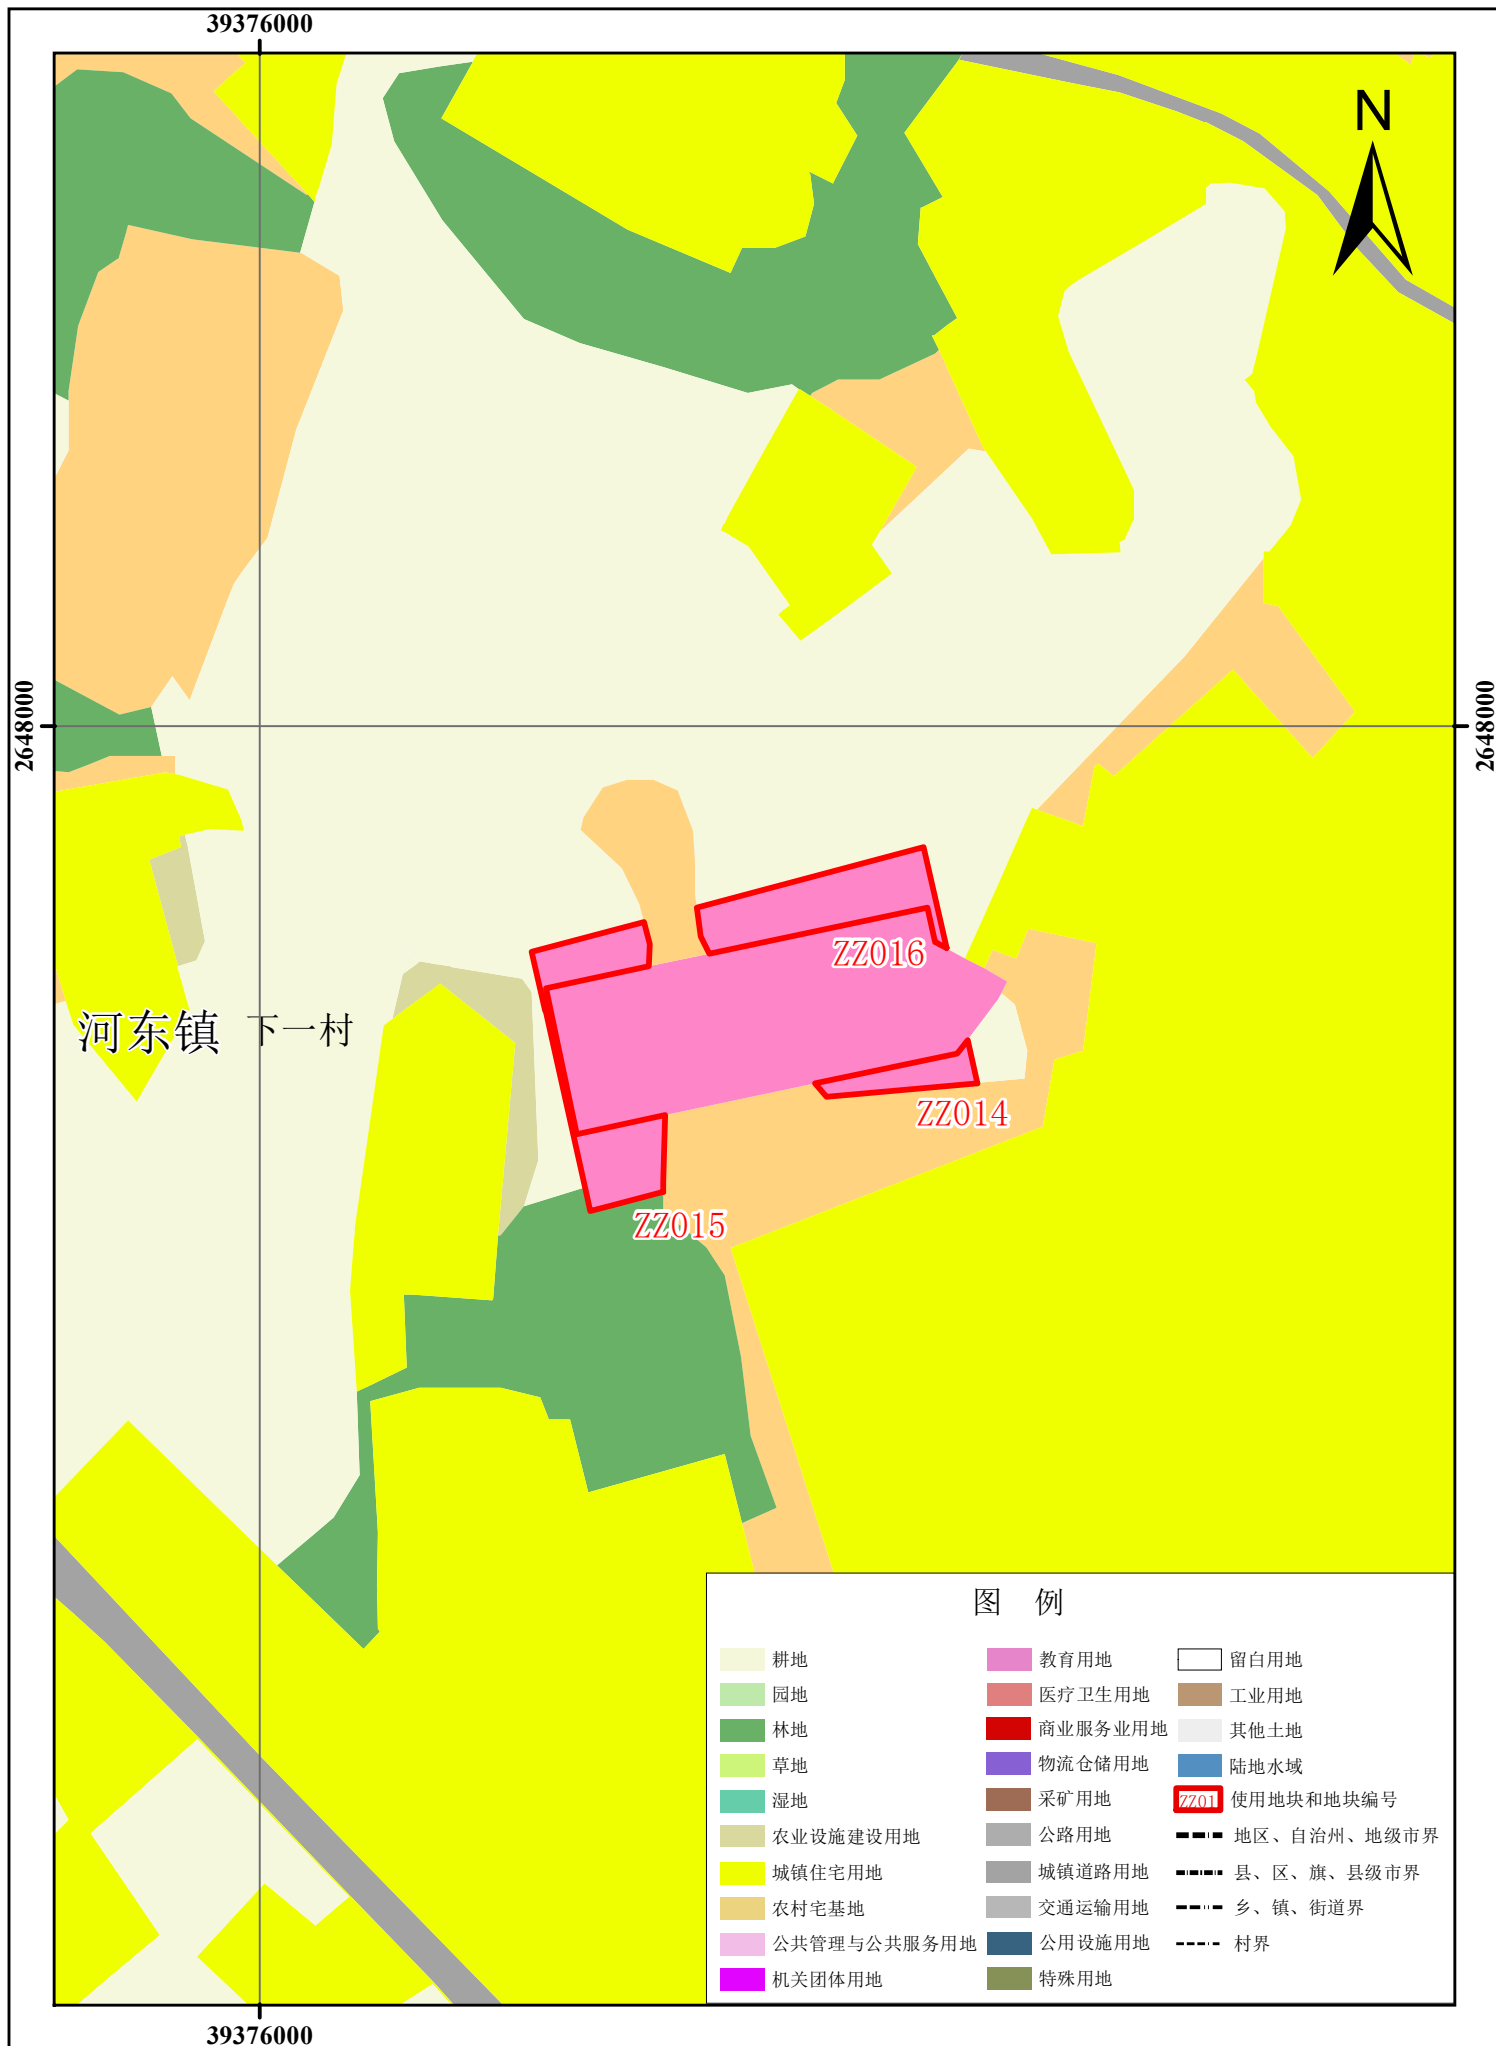 39376000
N
2648000
2648000
ZZ016
河东镇 下一村
ZZ014
ZZ015
图 例
耕地
教育用地
留白用地
园地
医疗卫生用地
工业用地
林地
商业服务业用地
其他土地
草地
物流仓储用地
陆地水域
湿地
采矿用地
ZZ01 使用地块和地块编号
农业设施建设用地
公路用地
地区、自治州、地级市界
城镇住宅用地
城镇道路用地
县、区、旗、县级市界
农村宅基地
交通运输用地
乡、镇、街道界
公共管理与公共服务用地
公用设施用地
村界
机关团体用地
特殊用地
39376000